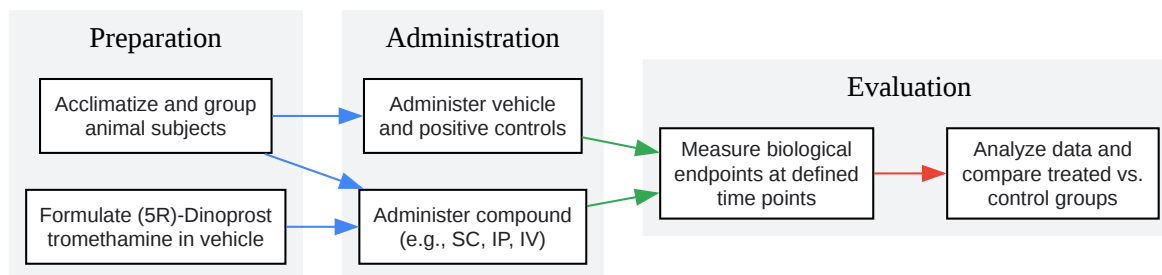 Preparation
Acclimatize and group
animal subjects
Formulate (5R)-Dinoprost
tromethamine in vehicle
Administration
Administer vehicle
and positive controls
Administer compound
(e.g., SC, IP, IV)
Evaluation
Measure biological
endpoints at defined
time points
Analyze data and
compare treated vs.
control groups